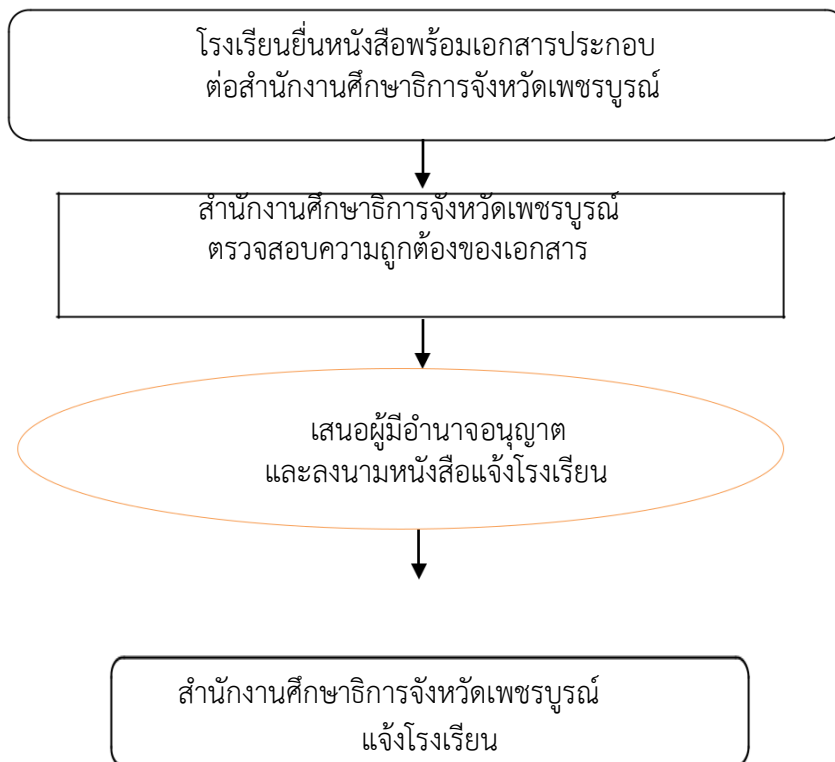 โรงเรียนยื่นหนังสือพร้อมเอกสารประกอบ
ต่อสำนักงานศึกษาธิการจังหวัดเพชรบูรณ์
สำนักงานศึกษาธิการจังหวัดเพชรบูรณ์
ตรวจสอบความถูกต้องของเอกสาร
เสนอผู้มีอำนาจอนุญาต
และลงนามหนังสือแจ้งโรงเรียน
สำนักงานศึกษาธิการจังหวัดเพชรบูรณ์
แจ้งโรงเรียน